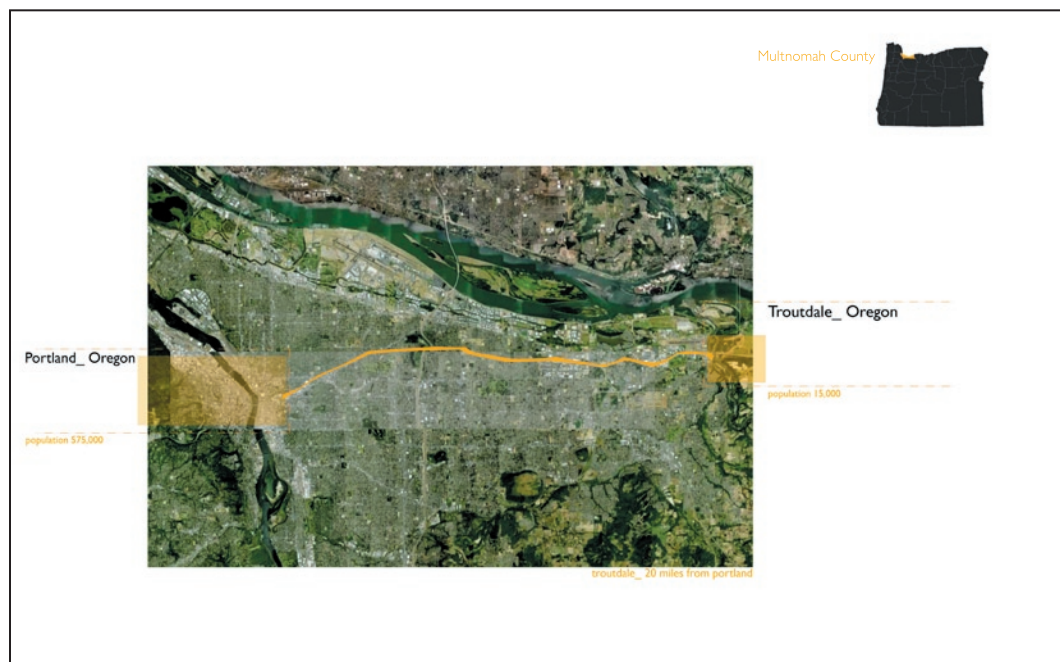 Multnomah County
Troutdale_ Oregon
Portland_ Oregon
population 15,000
population 575,000
troutdale_ 20 miles from portland